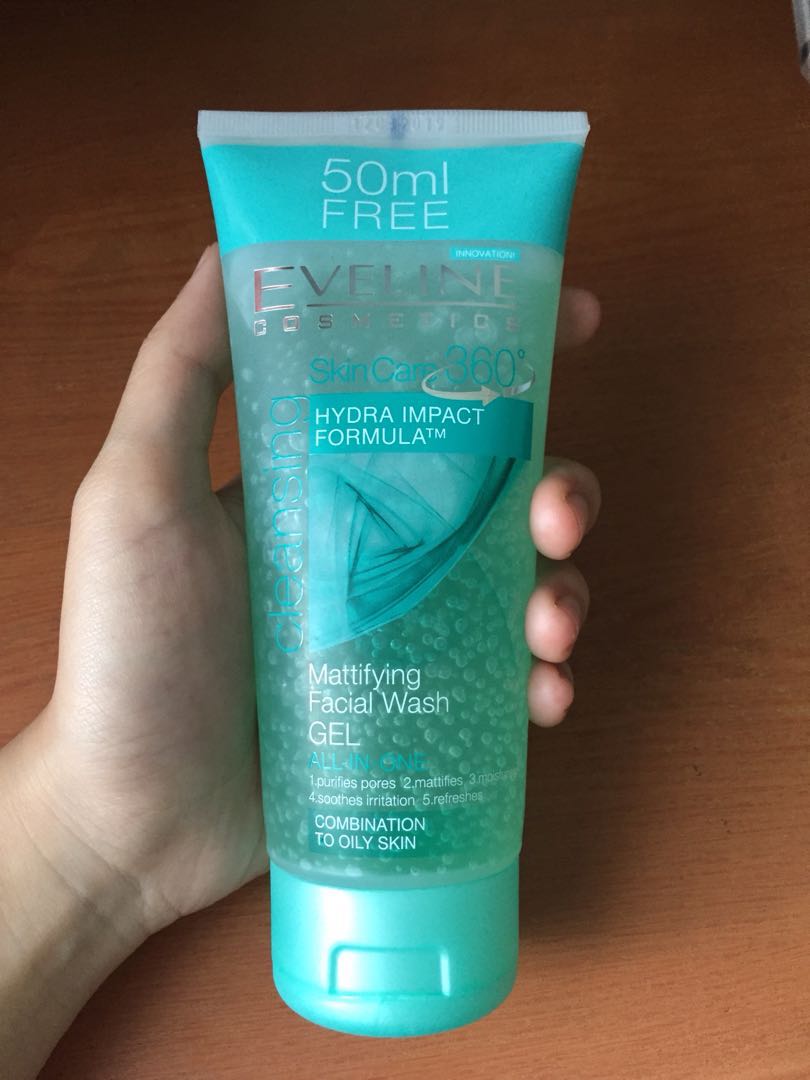 50ml
FREE
INNOVATION!
EVELINE
COSMETICS
Skin Care 360°
HYDRA IMPACT
FORMULA™
cleansing
Mattifying
Facial Wash
GEL
ALL-IN-ONE
1.purifies pores 2.mattifies
4.soothes irritation 5.refreshes
COMBINATION
TO OILY SKIN